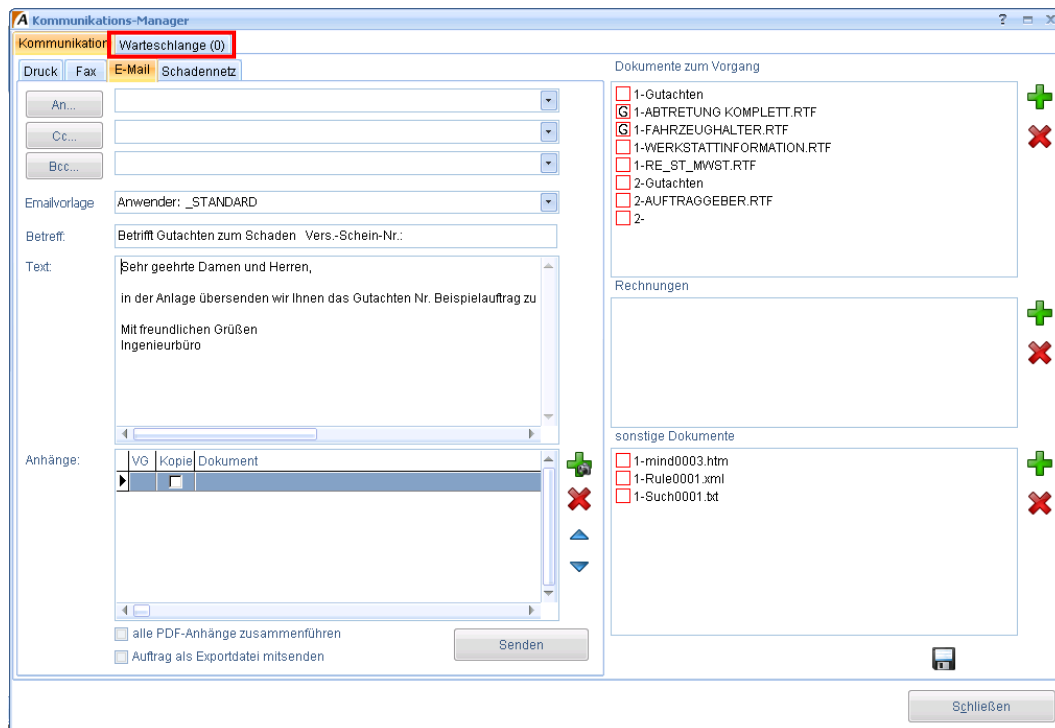 Kommunikations-Manager
Kommunikation Warteschlange (0)
Druck Fax E-Mail Schadennetz
An...
Cc...
Bcc...
Emailvorlage Anwender: _STANDARD
Betreff: Betrifft Gutachten zum Schaden Vers.-Schein-Nr.:
Text: Sehr geehrte Damen und Herren,
in der Anlage übersenden wir Ihnen das Gutachten Nr. Beispielauftrag zu
Mit freundlichen Grüßen
Ingenieurbüro
Anhänge: VG Kopie Dokument
alle PDF-Anhänge zusammenführen
Auftrag als Exportdatei mitsenden
Senden
Dokumente zum Vorgang
1-Gutachten
G 1-ABTRETUNG KOMPLETT.RTF
G 1-FAHRZEUGHALTER.RTF
1-WERKSTATTINFORMATION.RTF
1-RE_ST_MWST.RTF
2-Gutachten
2-AUFTRAGGEBER.RTF
2-
Rechnungen
sonstige Dokumente
1-mind0003.htm
1-Rule0001.xml
1-Such0001.txt
Schließen